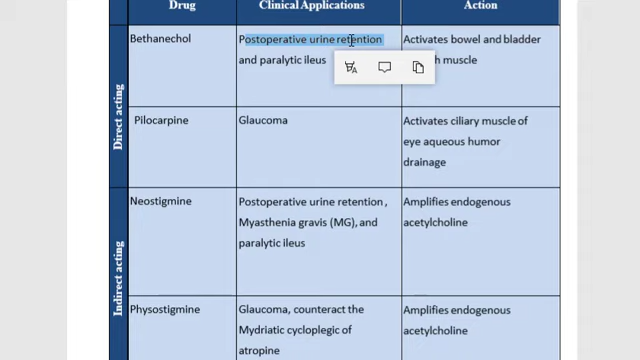 Drug Clinical Applications Action
Direct acting
Bethanechol
Postoperative urine retention
and paralytic ileus
Activates bowel and bladder
muscle
Pilocarpine
Glaucoma
Activates ciliary muscle of
eye aqueous humor
drainage
Indirect acting
Neostigmine
Postoperative urine retention ,
Myasthenia gravis (MG), and
paralytic ileus
Amplifies endogenous
acetylcholine
Physostigmine
Glaucoma, counteract the
Mydriatic cycloplegic of
atropine
Amplifies endogenous
acetylcholine